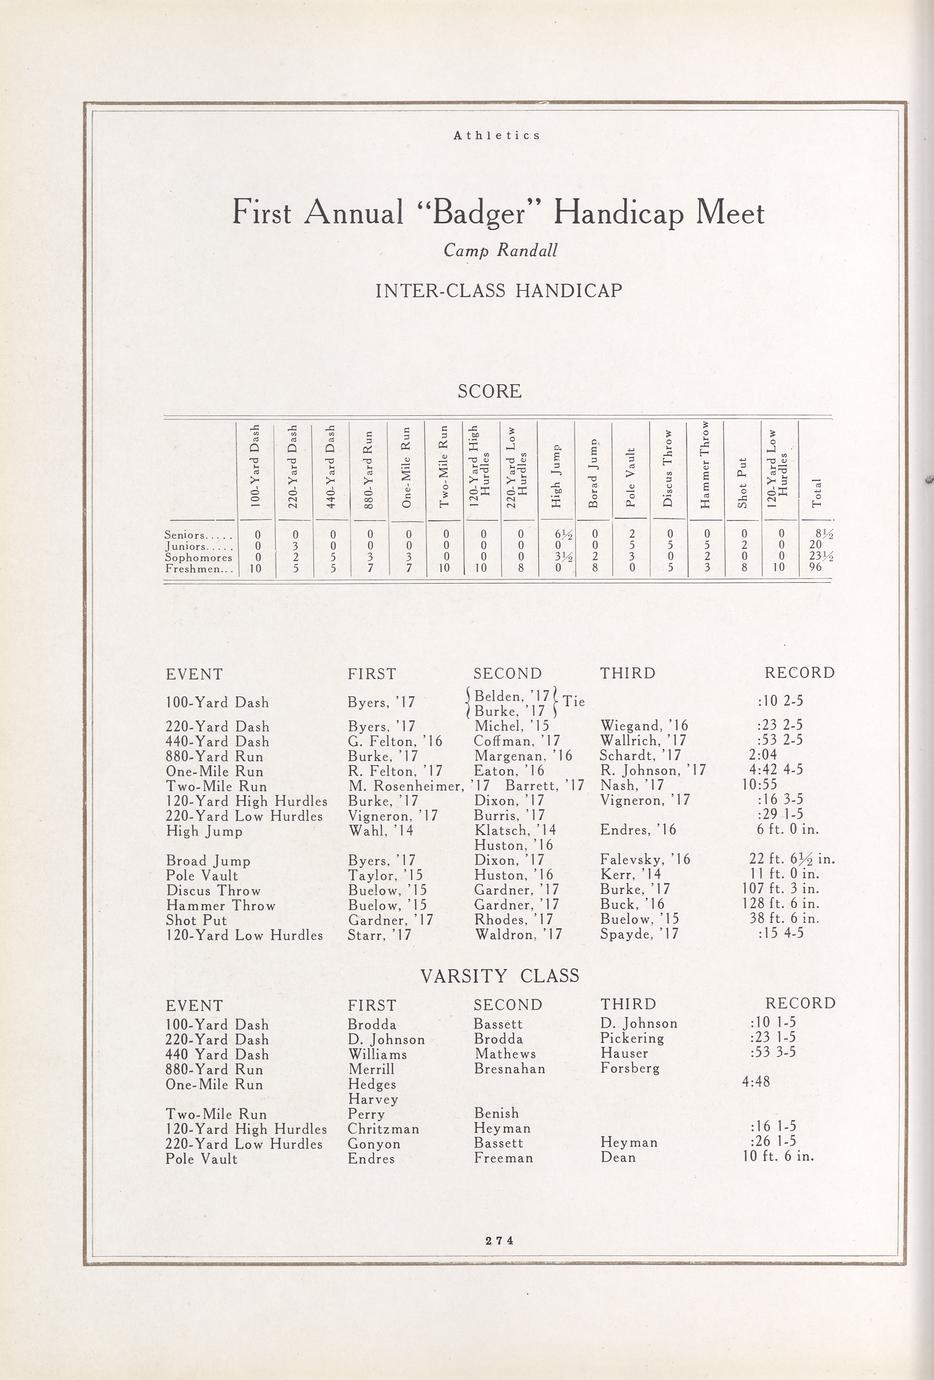 Athletics
First Annual "Badger" Handicap Meet
Camp Randall
INTER-CLASS HANDICAP
SCORE
100-Yard Dash 220-Yard Dash 440-Yard Dash 880-Yard Run One-Mile Run Two-Mile Run 120-Yard High Hurdles 220-Yard Low Hurdles High Jump Borad Jump Pole Vault Discus Throw Hammer Throw Shot Put 120-Yard Low Hurdles Total
Seniors..... 0 0 0 0 0 0 0 0 6½ 0 2 0 0 0 0 8½
Juniors..... 0 3 0 0 0 0 0 0 0 0 5 5 5 2 0 20
Sophomores 0 2 5 3 3 0 0 0 3½ 2 3 0 2 0 0 23½
Freshmen... 10 5 5 7 7 10 10 8 0 8 0 5 3 8 10 96
EVENT FIRST SECOND THIRD RECORD
100-Yard Dash Byers, '17 { Belden, '17 Burke, '17 } Tie :10 2-5
220-Yard Dash Byers, '17 Michel, '15 Wiegand, '16 :23 2-5
440-Yard Dash G. Felton, '16 Coffman, '17 Wallrich, '17 :53 2-5
880-Yard Run Burke, '17 Margenan, '16 Schardt, '17 2:04
One-Mile Run R. Felton, '17 Eaton, '16 R. Johnson, '17 4:42 4-5
Two-Mile Run M. Rosenheimer, '17 Barrett, '17 Nash, '17 10:55
120-Yard High Hurdles Burke, '17 Dixon, '17 Vigneron, '17 :16 3-5
220-Yard Low Hurdles Vigneron, '17 Burris, '17 :29 1-5
High Jump Wahl, '14 Klatsch, '14 Endres, '16 6 ft. 0 in.
Huston, '16
Broad Jump Byers, '17 Dixon, '17 Falevsky, '16 22 ft. 6½ in.
Pole Vault Taylor, '15 Huston, '16 Kerr, '14 11 ft. 0 in.
Discus Throw Buelow, '15 Gardner, '17 Burke, '17 107 ft. 3 in.
Hammer Throw Buelow, '15 Gardner, '17 Buck, '16 128 ft. 6 in.
Shot Put Gardner, '17 Rhodes, '17 Buelow, '15 38 ft. 6 in.
120-Yard Low Hurdles Starr, '17 Waldron, '17 Spayde, '17 :15 4-5
VARSITY CLASS
EVENT FIRST SECOND THIRD RECORD
100-Yard Dash Brodda Bassett D. Johnson :10 1-5
220-Yard Dash D. Johnson Brodda Pickering :23 1-5
440 Yard Dash Williams Mathews Hauser :53 3-5
880-Yard Run Merrill Bresnahan Forsberg
One-Mile Run Hedges 4:48
Harvey
Two-Mile Run Perry Benish
120-Yard High Hurdles Chritzman Heyman :16 1-5
220-Yard Low Hurdles Gonyon Bassett Heyman :26 1-5
Pole Vault Endres Freeman Dean 10 ft. 6 in.
274